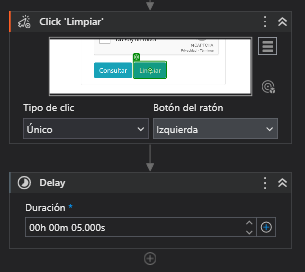 Click 'Limpiar'
Consultar
Limpiar
Tipo de clic
Botón del ratón
Único
Izquierda
Delay
Duración *
00h 00m 05.000s